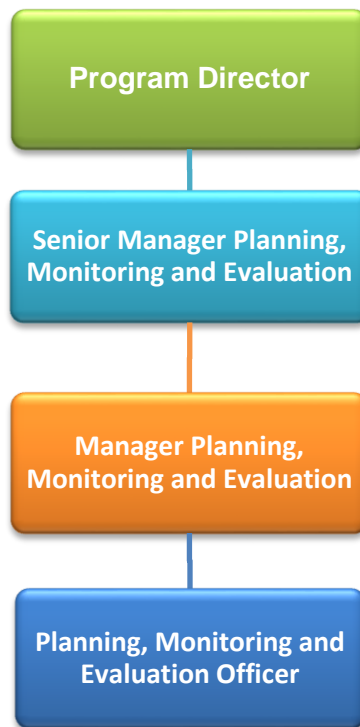 Program Director
Senior Manager Planning,
Monitoring and Evaluation
Manager Planning,
Monitoring and Evaluation
Planning, Monitoring and
Evaluation Officer